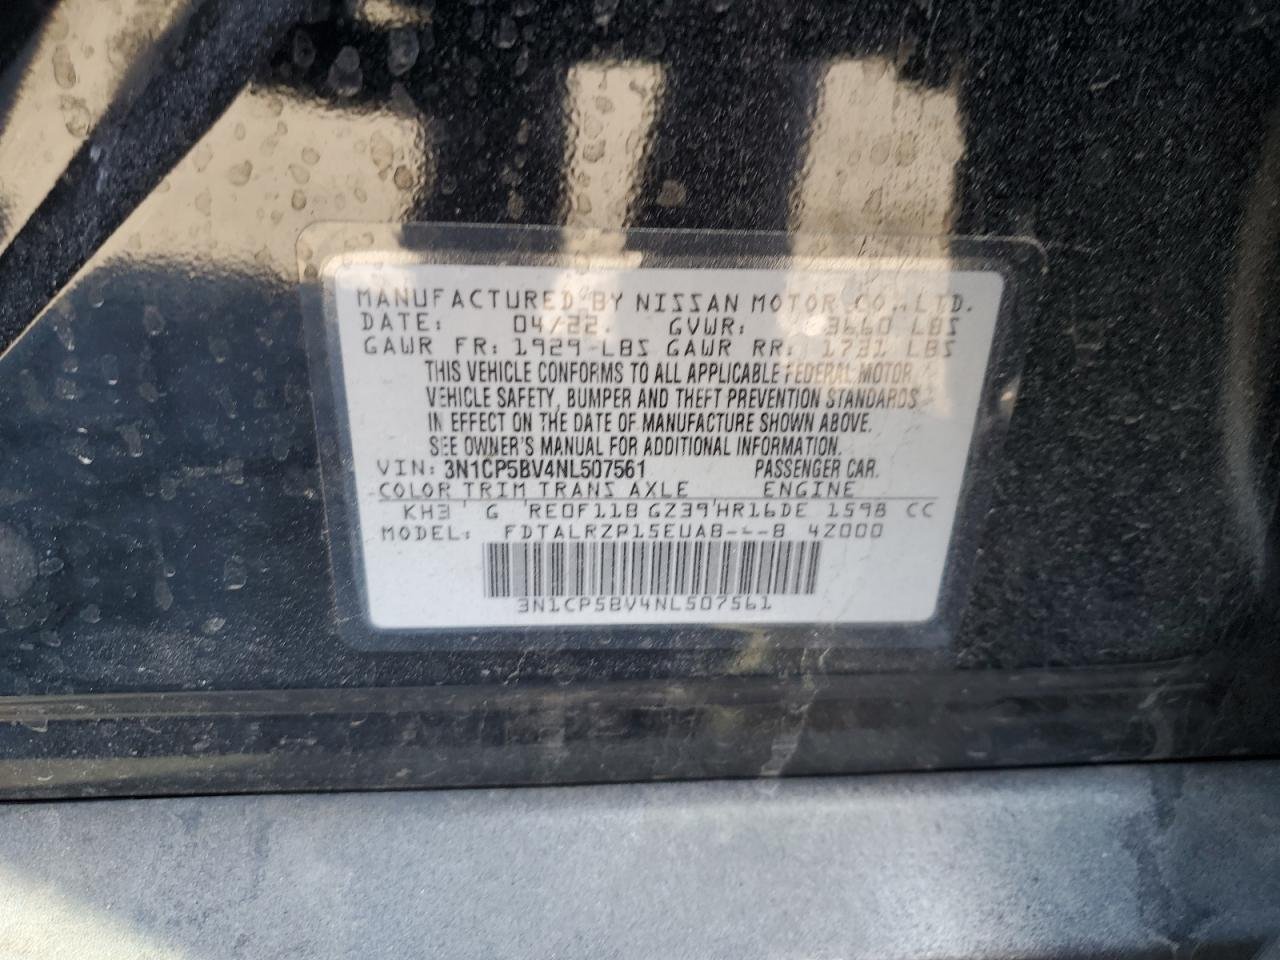 MANUFACTURED BY NISSAN MOTOR CO., LTD.
DATE: 04/22. GVWR: 3660 LBS
GAWR FR: 1929 LBS GAWR RR: 1731 LBS
THIS VEHICLE CONFORMS TO ALL APPLICABLE FEDERAL MOTOR
VEHICLE SAFETY, BUMPER AND THEFT PREVENTION STANDARDS
IN EFFECT ON THE DATE OF MANUFACTURE SHOWN ABOVE.
SEE OWNER'S MANUAL FOR ADDITIONAL INFORMATION.
VIN: 3N1CP5BV4NL507561 PASSENGER CAR.
COLOR TRIM TRANS AXLE ENGINE
KH3 G RE0F11B GZ39 HR16DE 1598 CC
MODEL: FDTALRZP15EUAB---B 4Z000
3N1CP5BV4NL507561